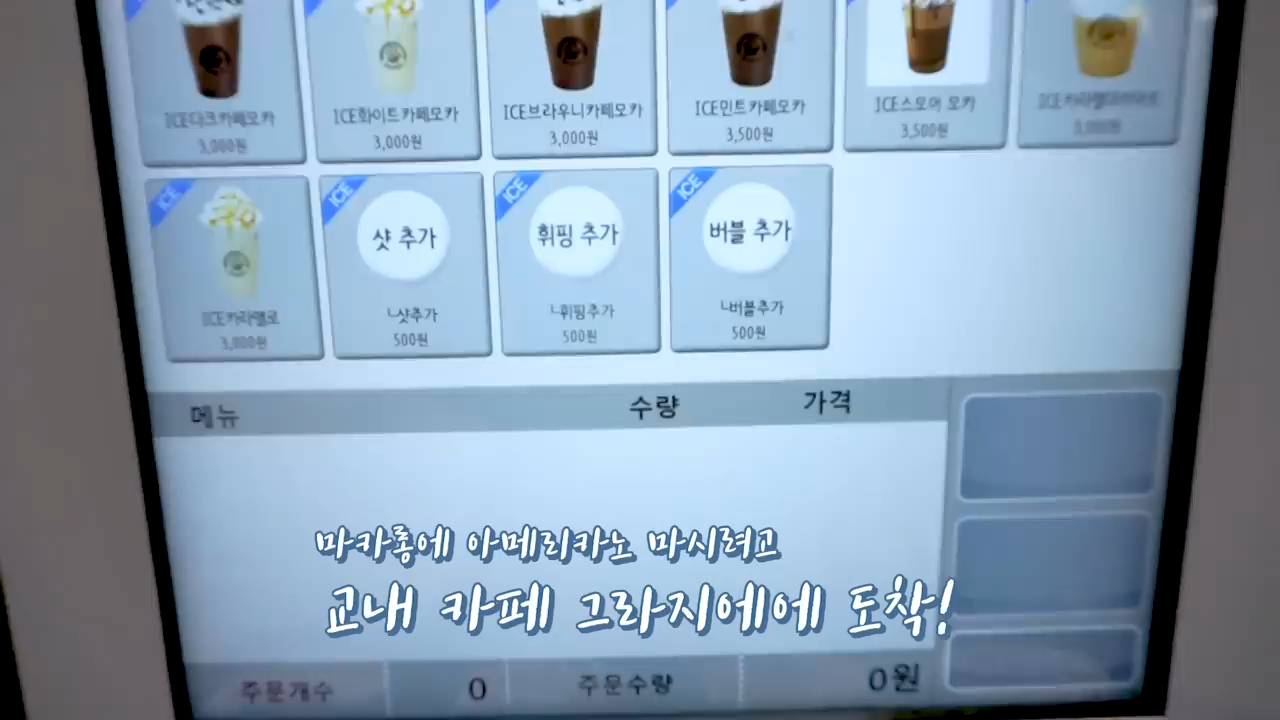 ICE다크카페모카
3,000원
ICE화이트카페모카
3,000원
ICE브라우니카페모카
3,000원
ICE민트카페모카
3,500원
ICE스모어 모카
3,500원
3,000원
ICE
ICE카라멜로
3,800원
ICE
샷 추가
└샷추가
500원
ICE
휘핑 추가
└휘핑추가
500원
ICE
버블 추가
└버블추가
500원
메뉴 수량 가격
마카롱에 아메리카노 마시려고
교내 카페 그라지에에 도착!
주문개수 0 주문수량 0원